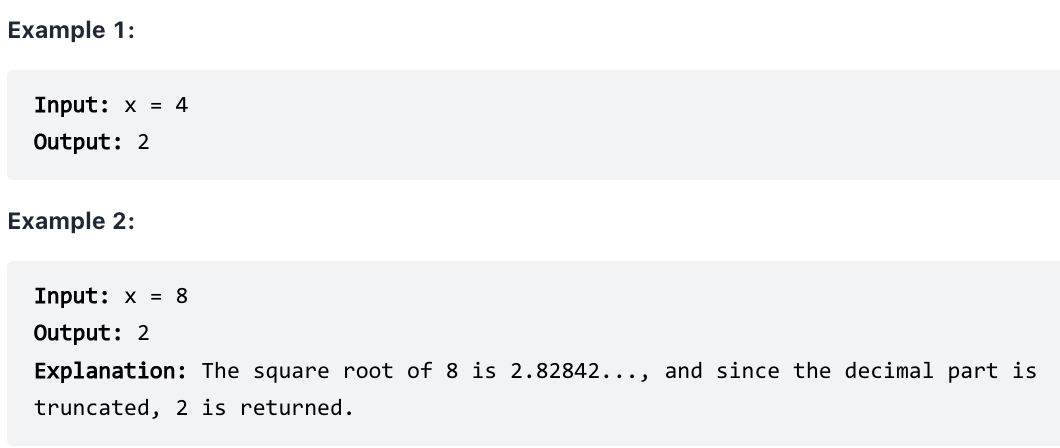 Example 1:
Input: x = 4
Output: 2
Example 2:
Input: x = 8
Output: 2
Explanation: The square root of 8 is 2.82842..., and since the decimal part is
truncated, 2 is returned.